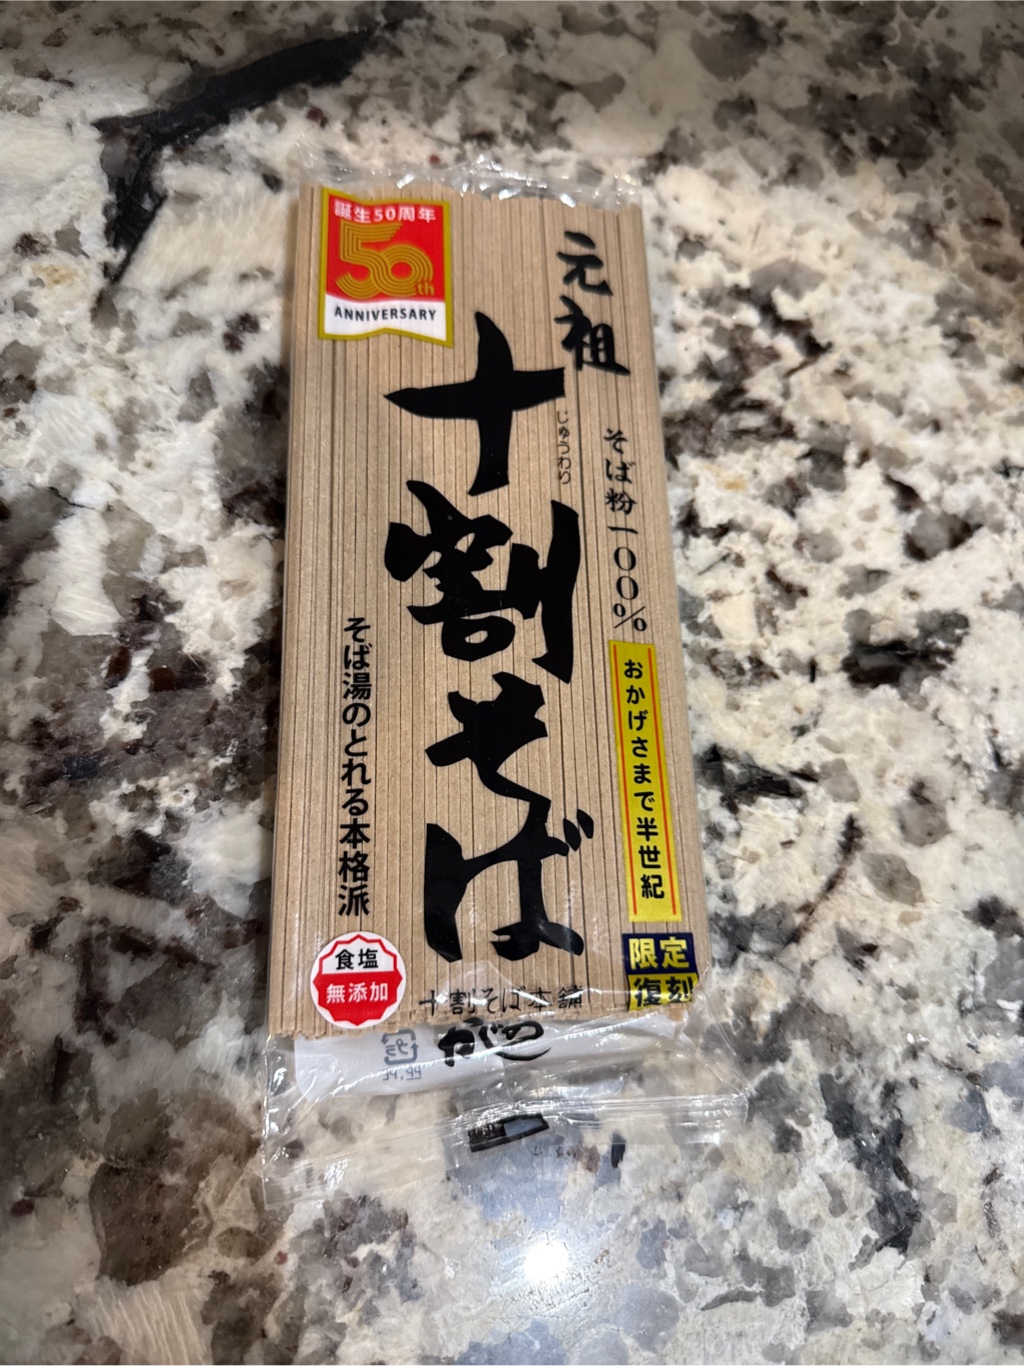 誕生50周年
50th
ANNIVERSARY
元祖
十割そば
じゅうわり
そば粉一〇〇%
おかげさまで半世紀
限定
復刻
そば湯のとれる本格派
食塩
無添加
十割そば本舗